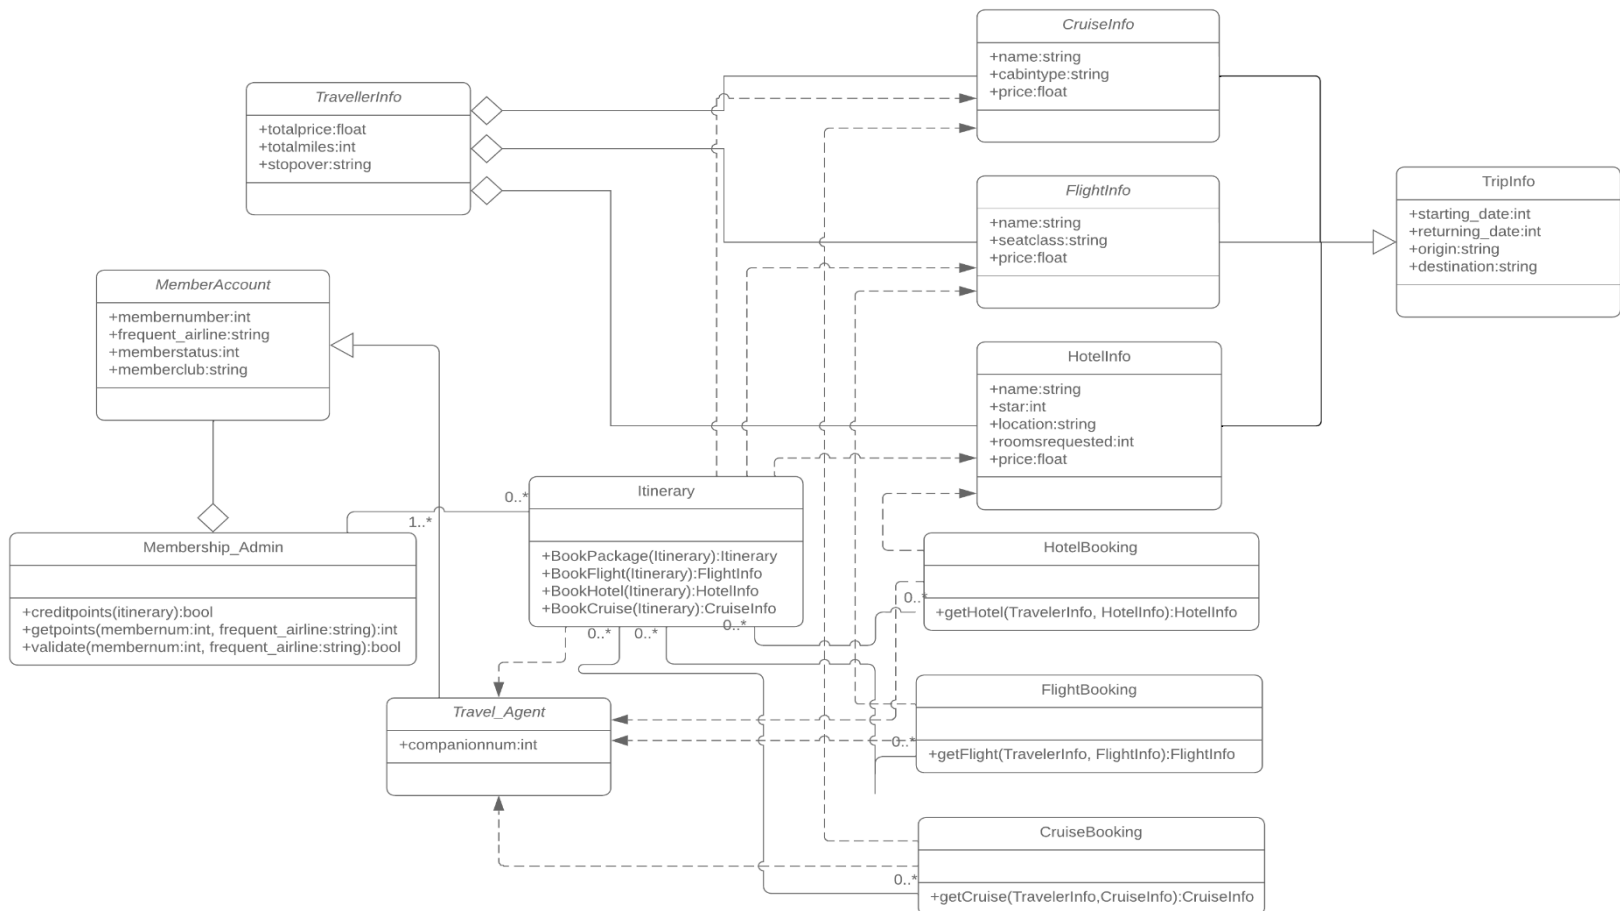 CruiseInfo
+name:string
+cabintype:string
+price:float
TravellerInfo
+totalprice:float
+totalmiles:int
+stopover:string
FlightInfo
+name:string
+seatclass:string
+price:float
TripInfo
+starting_date:int
+returning_date:int
+origin:string
+destination:string
MemberAccount
+membernumber:int
+frequent_airline:string
+memberstatus:int
+memberclub:string
HotelInfo
+name:string
+star:int
+location:string
+roomsrequested:int
+price:float
0..*
1..*
Itinerary
+BookPackage(Itinerary):Itinerary
+BookFlight(Itinerary):FlightInfo
+BookHotel(Itinerary):HotelInfo
+BookCruise(Itinerary):CruiseInfo
Membership_Admin
+creditpoints(itinerary):bool
+getpoints(membernum:int, frequent_airline:string):int
+validate(membernum:int, frequent_airline:string):bool
HotelBooking
0..*
+getHotel(TravelerInfo, HotelInfo):HotelInfo
0..*
0..*
0..*
Travel_Agent
+companionnum:int
FlightBooking
0..*
+getFlight(TravelerInfo, FlightInfo):FlightInfo
CruiseBooking
0..*
+getCruise(TravelerInfo,CruiseInfo):CruiseInfo